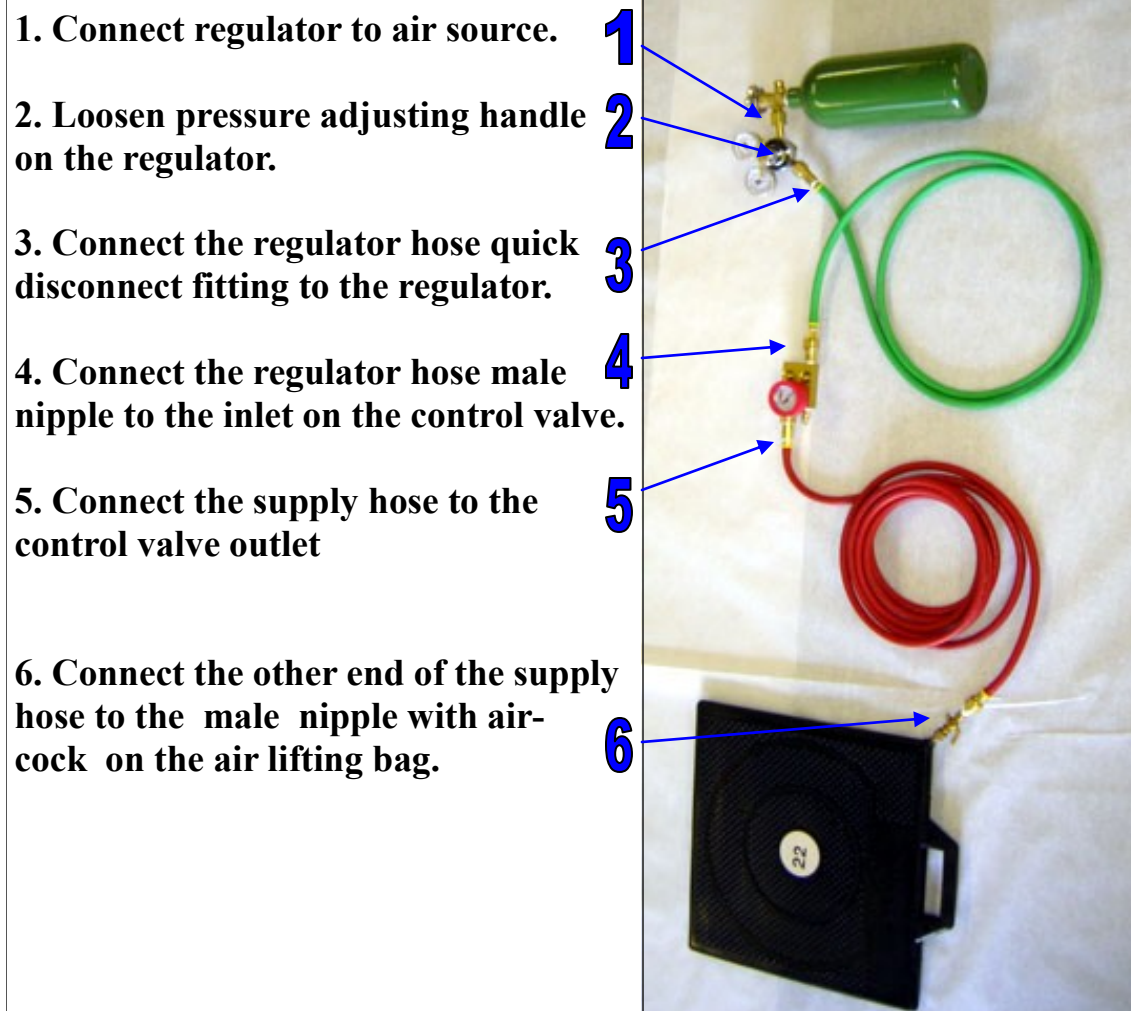 1. Connect regulator to air source.
2. Loosen pressure adjusting handle
on the regulator.
3. Connect the regulator hose quick
disconnect fitting to the regulator.
4. Connect the regulator hose male
nipple to the inlet on the control valve.
5. Connect the supply hose to the
control valve outlet
6. Connect the other end of the supply
hose to the  male  nipple with air-
cock  on the air lifting bag.
1
2
3
4
5
6
22